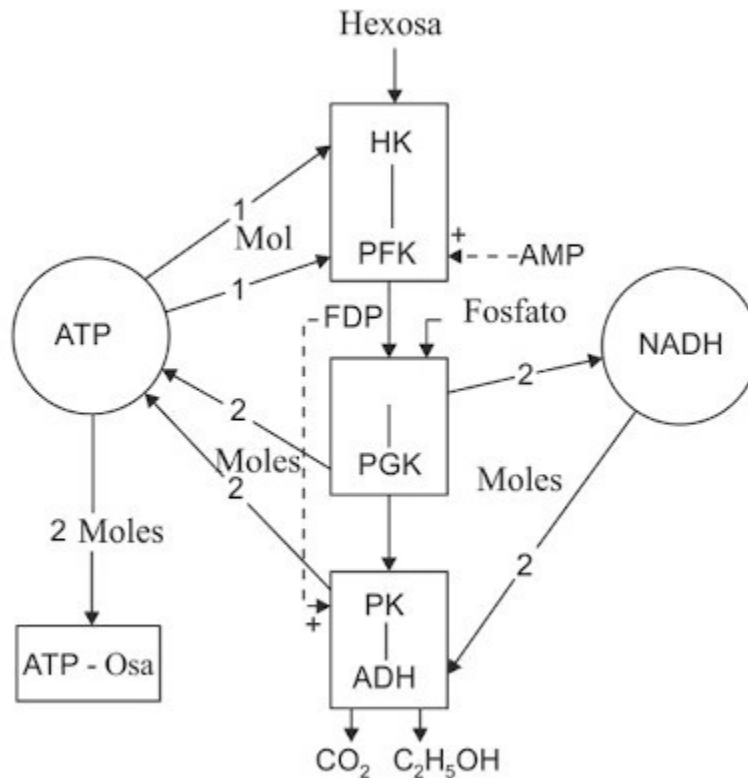 Hexosa
HK
1
Mol
PFK
+
AMP
1
ATP
FDP
Fosfato
NADH
2
2
Moles
PGK
Moles
2
2 Moles
2
PK
+
ATP - Osa
ADH
CO₂
C₂H₅OH